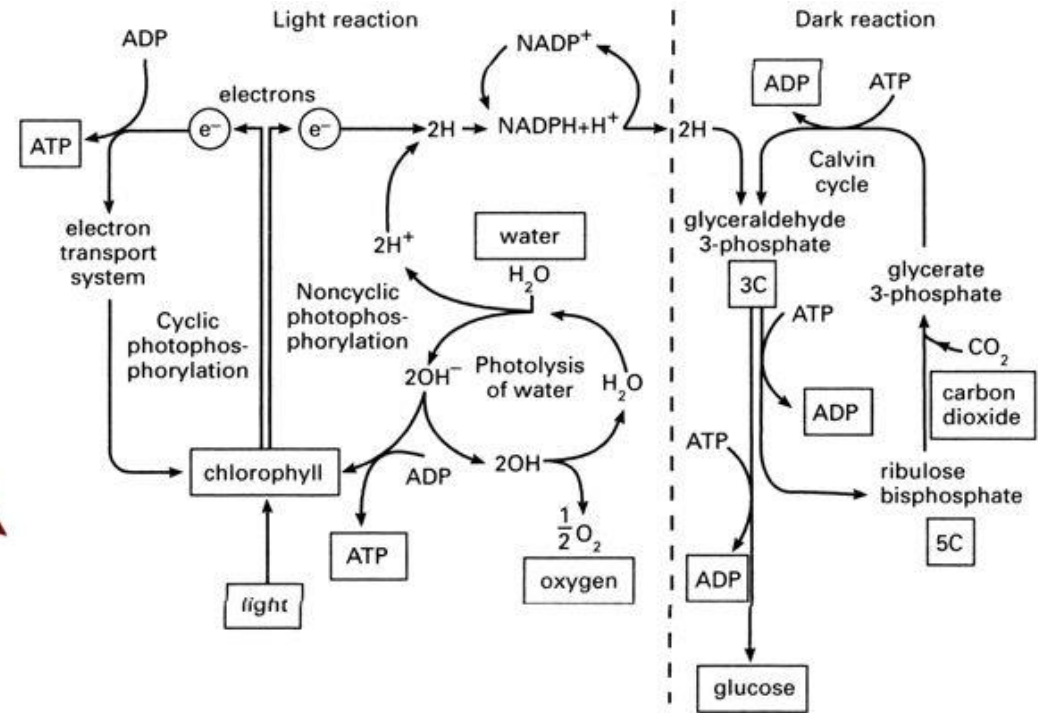 Light reaction
Dark reaction
ADP
NADP⁺
ADP
ATP
electrons
e⁻
e⁻
2H
NADPH+H⁺
2H
ATP
Calvin
cycle
electron
transport
system
2H⁺
water
H₂O
glyceraldehyde
3-phosphate
3C
glycerate
3-phosphate
Cyclic
photophos-
phorylation
Noncyclic
photophos-
phorylation
2OH⁻
Photolysis
of water
H₂O
ATP
CO₂
carbon
dioxide
ADP
chlorophyll
ADP
2OH
ATP
ribulose
bisphosphate
5C
ATP
½O₂
oxygen
ADP
light
glucose